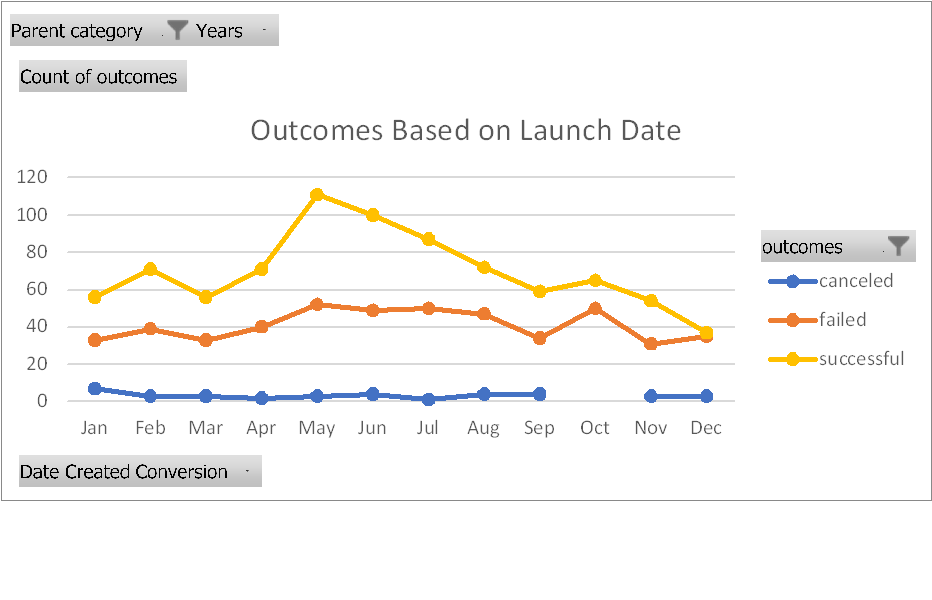 Parent category Years
Count of outcomes
Outcomes Based on Launch Date
120
100
80
60
40
20
0
Jan Feb Mar Apr May Jun Jul Aug Sep Oct Nov Dec
outcomes
canceled
failed
successful
Date Created Conversion